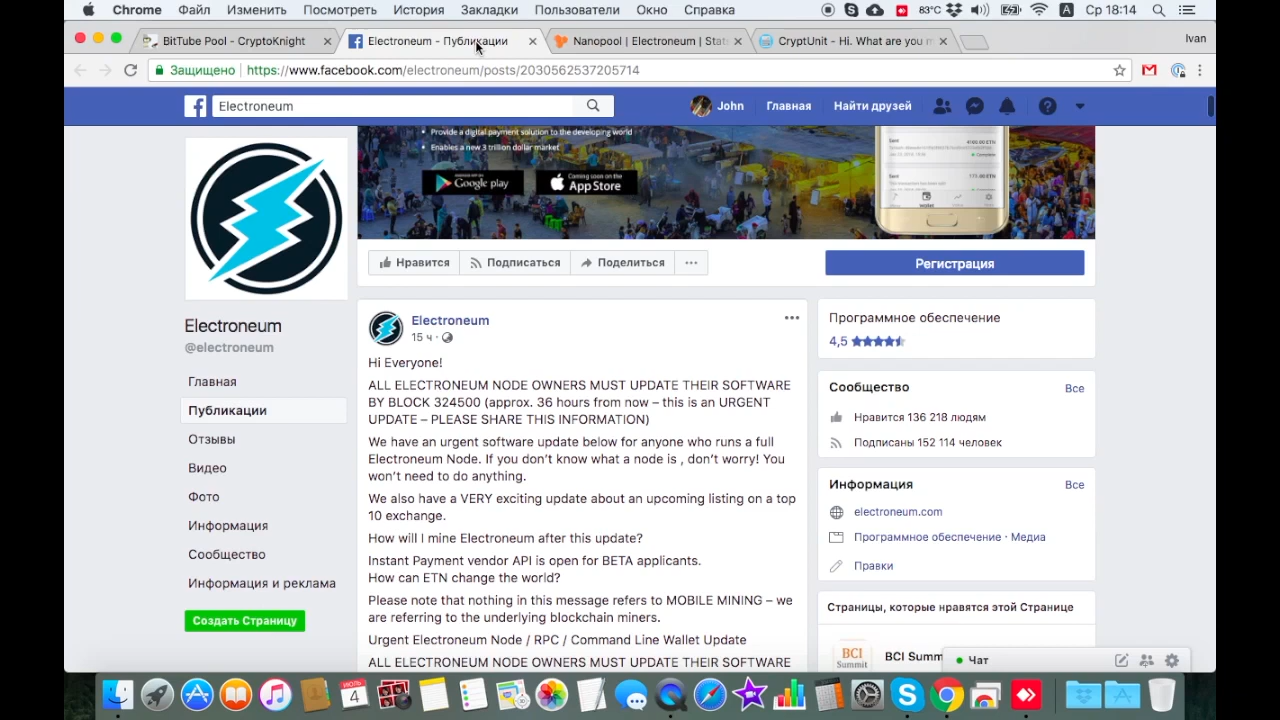 Chrome Файл Изменить Посмотреть История Закладки Пользователи Окно Справка 83°C Ср 18:14
BitTube Pool - CryptoKnight
Electroneum - Публикации
Nanopool | Electroneum | Stats
CryptUnit - Hi. What are you m
Ivan
Защищено https://www.facebook.com/electroneum/posts/2030562537205714
Electroneum
John Главная Найти друзей
• Provide a digital payment solution to the developing world
• Enables a new 3 trillion dollar market
Google play
Coming soon on the
App Store
Нравится Подписаться Поделиться ...
Регистрация
Electroneum
@electroneum
Главная
Публикации
Отзывы
Видео
Фото
Информация
Сообщество
Информация и реклама
Создать Страницу
Electroneum
15 ч ·
Hi Everyone!
ALL ELECTRONEUM NODE OWNERS MUST UPDATE THEIR SOFTWARE
BY BLOCK 324500 (approx. 36 hours from now – this is an URGENT
UPDATE – PLEASE SHARE THIS INFORMATION)
We have an urgent software update below for anyone who runs a full
Electroneum Node. If you don't know what a node is , don't worry! You
won't need to do anything.
We also have a VERY exciting update about an upcoming listing on a top
10 exchange.
How will I mine Electroneum after this update?
Instant Payment vendor API is open for BETA applicants.
How can ETN change the world?
Please note that nothing in this message refers to MOBILE MINING – we
are referring to the underlying blockchain miners.
Urgent Electroneum Node / RPC / Command Line Wallet Update
ALL ELECTRONEUM NODE OWNERS MUST UPDATE THEIR SOFTWARE
Программное обеспечение
4,5
Сообщество Все
Нравится 136 218 людям
Подписаны 152 114 человек
Информация Все
electroneum.com
Программное обеспечение · Медиа
Правки
Страницы, которые нравятся этой Странице
BCI
Summit
BCI Summ
Чат
ИЮЛЬ
4